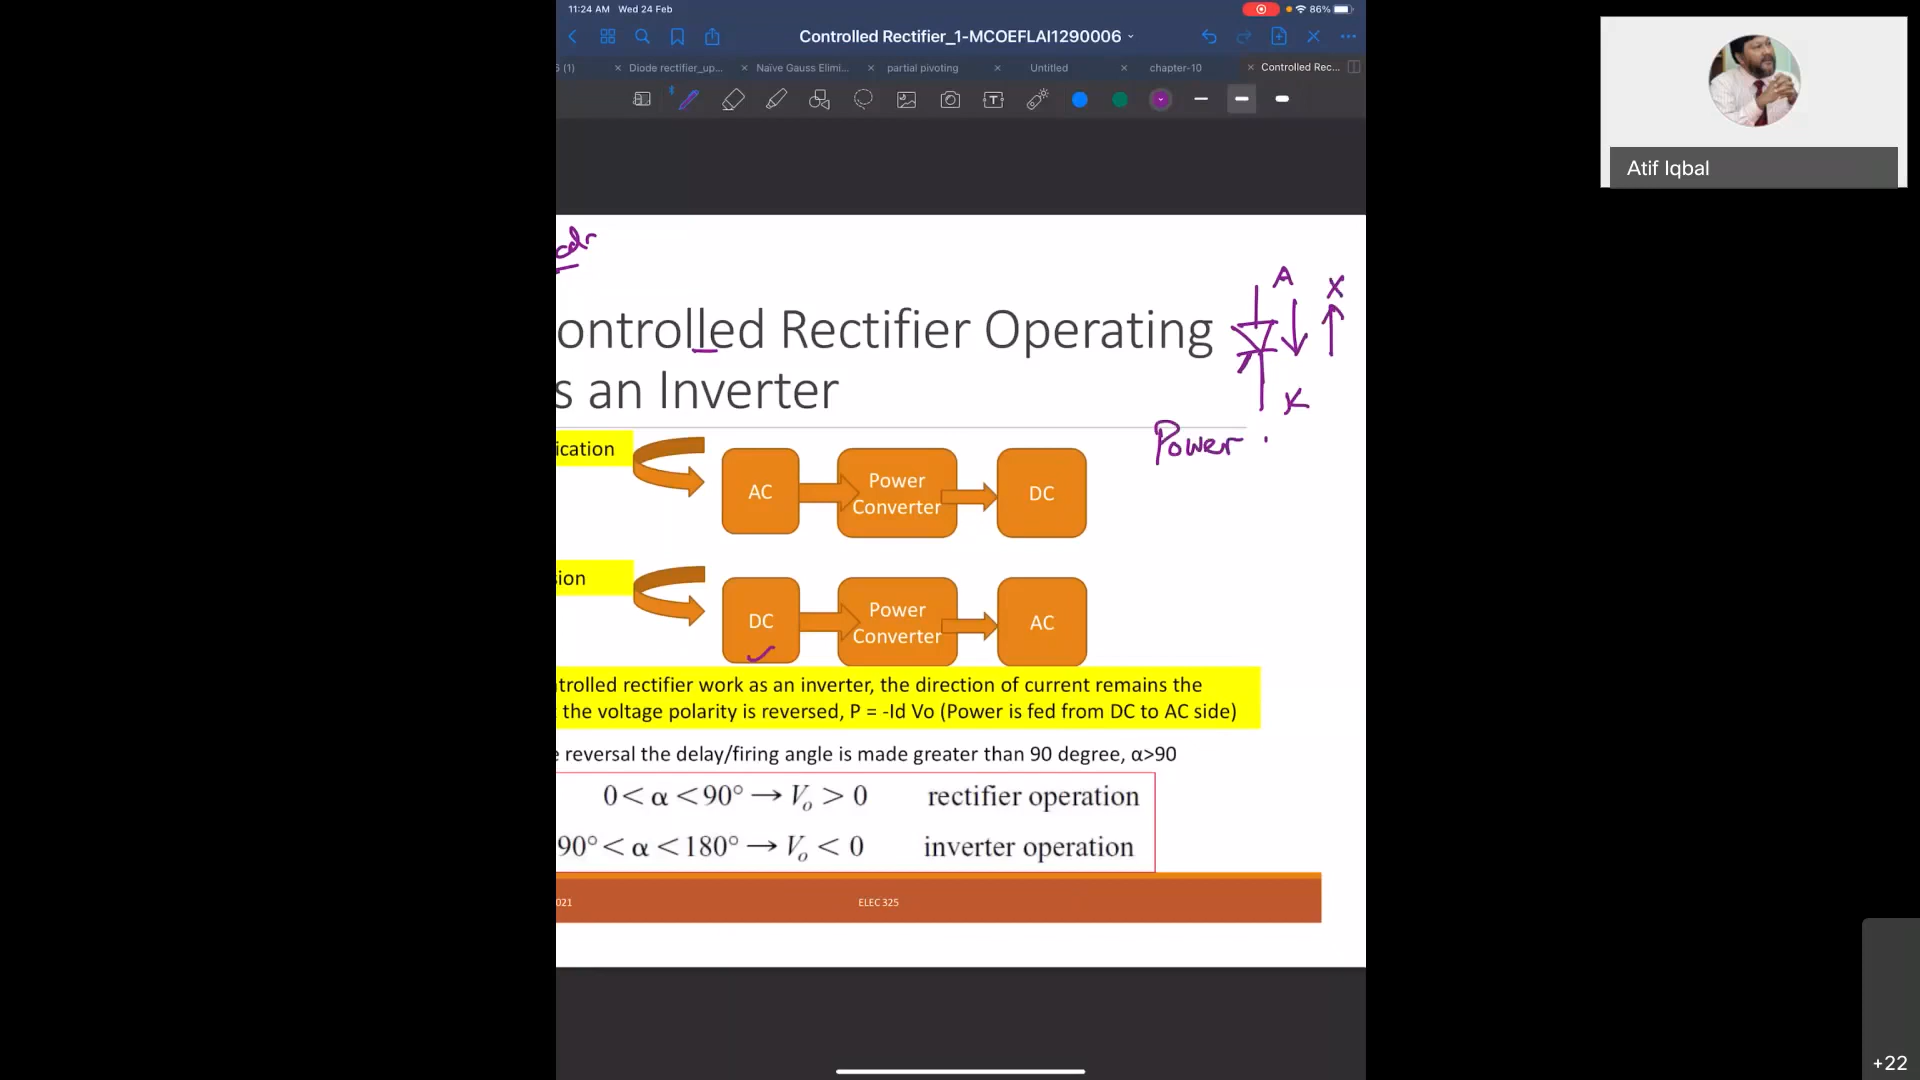 11:24 AM Wed 24 Feb
86%
Controlled Rectifier_1-MCOEFLAI1290006
6 (1)
Diode rectifier_up...
Naïve Gauss Elimi...
partial pivoting
Untitled
chapter-10
Controlled Rec...
Atif Iqbal
A
X
ontrolled Rectifier Operating
s an Inverter
K
Power
ication
AC
Power
Converter
DC
sion
DC
Power
Converter
AC
trolled rectifier work as an inverter, the direction of current remains the
the voltage polarity is reversed, P = -Id Vo (Power is fed from DC to AC side)
e reversal the delay/firing angle is made greater than 90 degree, α>90
0 < α < 90° → Vₒ > 0 rectifier operation
90° < α < 180° → Vₒ < 0 inverter operation
021
ELEC 325
+22